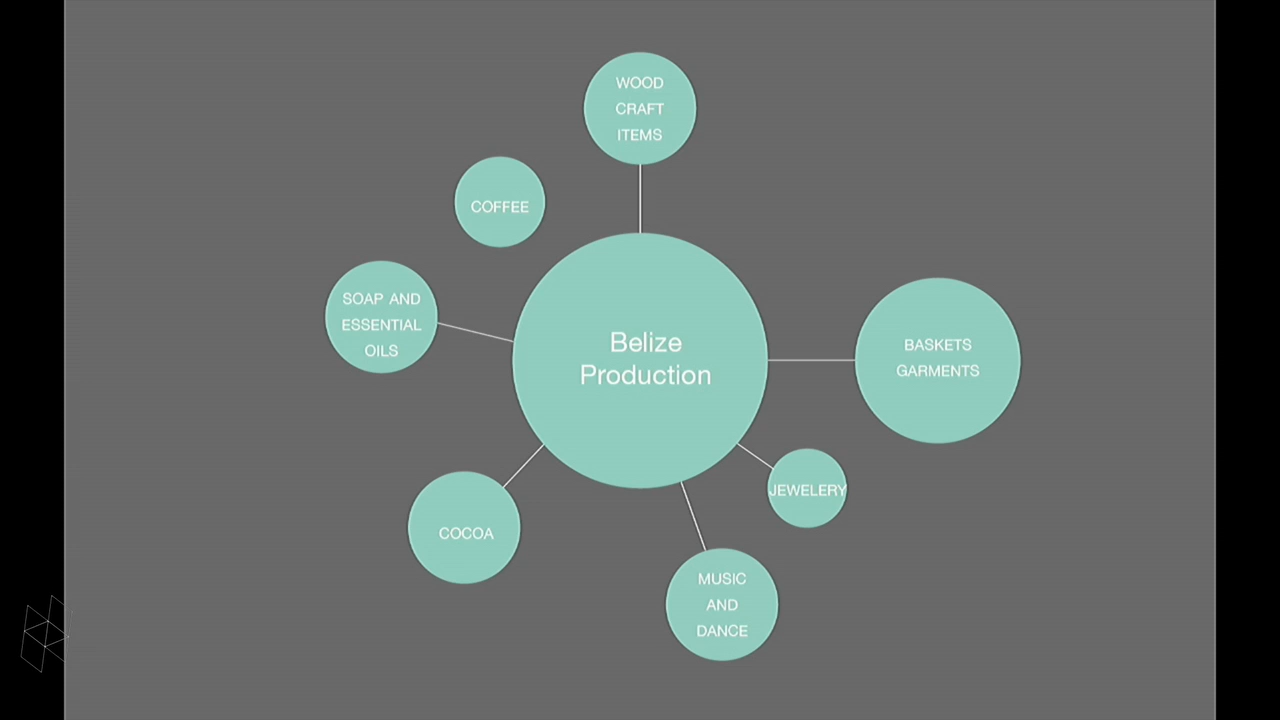 WOOD
CRAFT
ITEMS
COFFEE
SOAP AND
ESSENTIAL
OILS
Belize
Production
BASKETS
GARMENTS
JEWELERY
COCOA
MUSIC
AND
DANCE